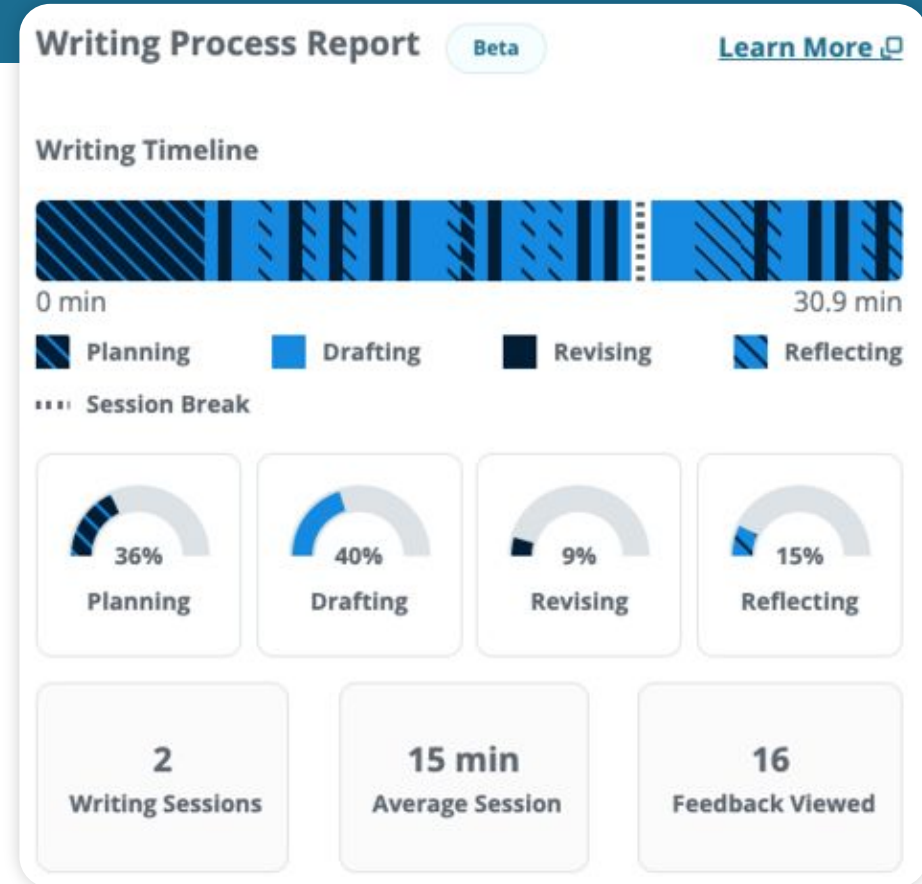 Writing Process Report Beta Learn More
Writing Timeline
0 min 30.9 min
Planning Drafting Revising Reflecting
Session Break
36% 40% 9% 15%
Planning Drafting Revising Reflecting
2 15 min 16
Writing Sessions Average Session Feedback Viewed